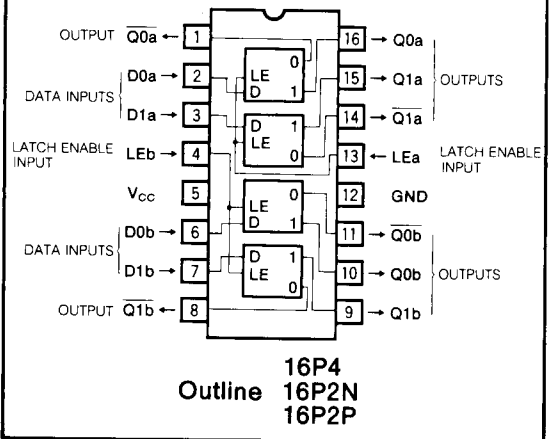 OUTPUT Q0a ← 1
D0a → 2
DATA INPUTS
D1a → 3
LATCH ENABLE
INPUT
LEb → 4
VCC 5
D0b → 6
DATA INPUTS
D1b → 7
OUTPUT Q1b ← 8
0
LE
D 1
D 1
LE
0
0
LE
D 1
D 1
LE
0
16 → Q0a
15 → Q1a
OUTPUTS
14 → Q1a
13 ← LEa
LATCH ENABLE
INPUT
12 GND
11 → Q0b
10 → Q0b
OUTPUTS
9 → Q1b
16P4
Outline 16P2N
16P2P